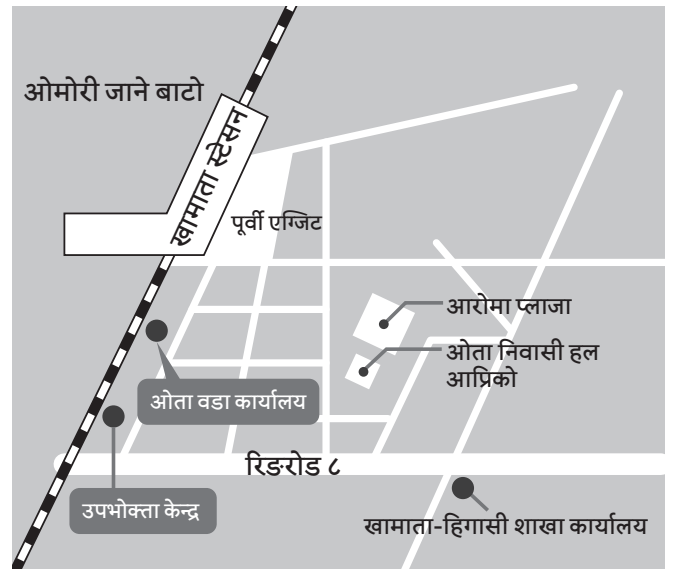 ओमोरी जाने बाटो
खामाता स्टेसन
पूर्वी एग्जिट
आरोमा प्लाजा
ओता निवासी हल
आप्रिको
ओता वडा कार्यालय
रिङरोड ८
उपभोक्ता केन्द्र
खामाता-हिगासी शाखा कार्यालय